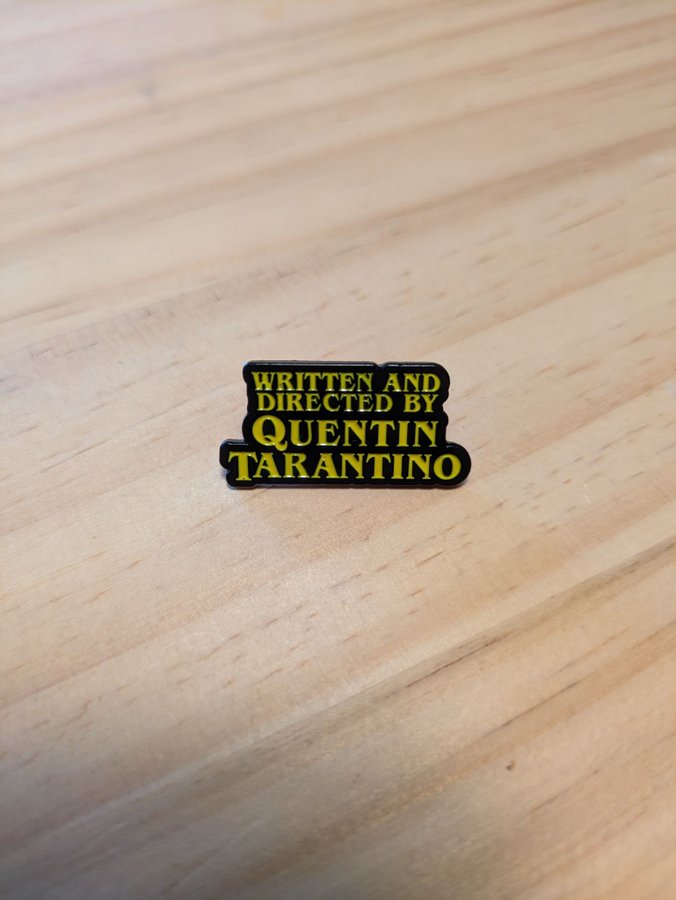 WRITTEN AND
DIRECTED BY
QUENTIN
TARANTINO